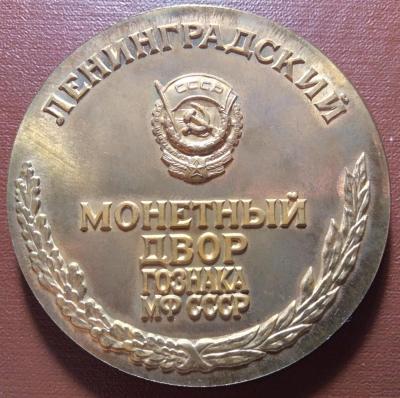 ЛЕНИНГРАДСКИЙ
СССР
МОНЕТНЫЙ
ДВОР
ГОЗНАКА
МФ СССР